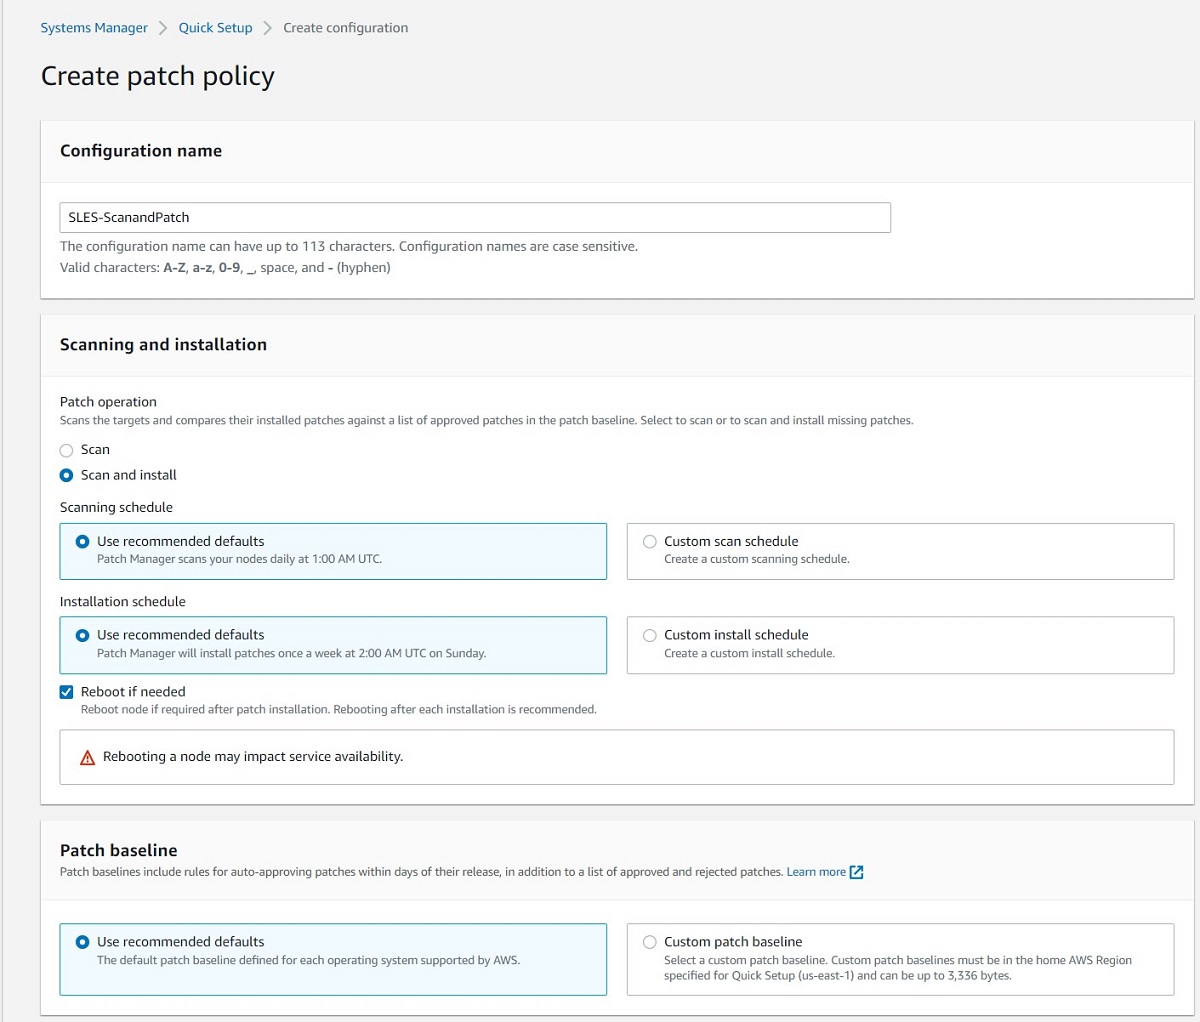 Systems Manager > Quick Setup > Create configuration
Create patch policy
Configuration name
SLES-ScanandPatch
The configuration name can have up to 113 characters. Configuration names are case sensitive.
Valid characters: A-Z, a-z, 0-9, _, space, and - (hyphen)
Scanning and installation
Patch operation
Scans the targets and compares their installed patches against a list of approved patches in the patch baseline. Select to scan or to scan and install missing patches.
Scan
Scan and install
Scanning schedule
Use recommended defaults
Patch Manager scans your nodes daily at 1:00 AM UTC.
Custom scan schedule
Create a custom scanning schedule.
Installation schedule
Use recommended defaults
Patch Manager will install patches once a week at 2:00 AM UTC on Sunday.
Custom install schedule
Create a custom install schedule.
Reboot if needed
Reboot node if required after patch installation. Rebooting after each installation is recommended.
Rebooting a node may impact service availability.
Patch baseline
Patch baselines include rules for auto-approving patches within days of their release, in addition to a list of approved and rejected patches. Learn more
Use recommended defaults
The default patch baseline defined for each operating system supported by AWS.
Custom patch baseline
Select a custom patch baseline. Custom patch baselines must be in the home AWS Region
specified for Quick Setup (us-east-1) and can be up to 3,336 bytes.